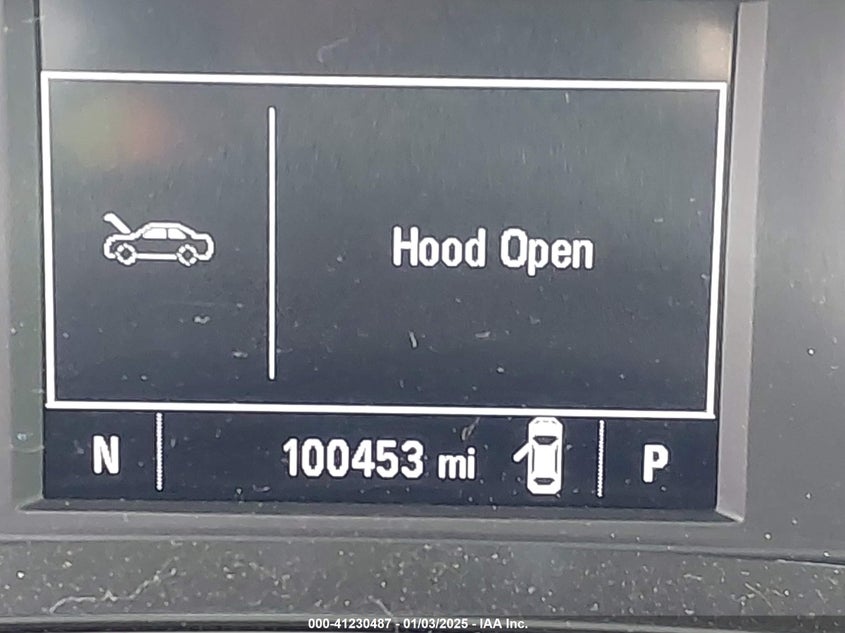 Hood Open
N 100453 mi P
000-41230487 - 01/03/2025 - IAA Inc.